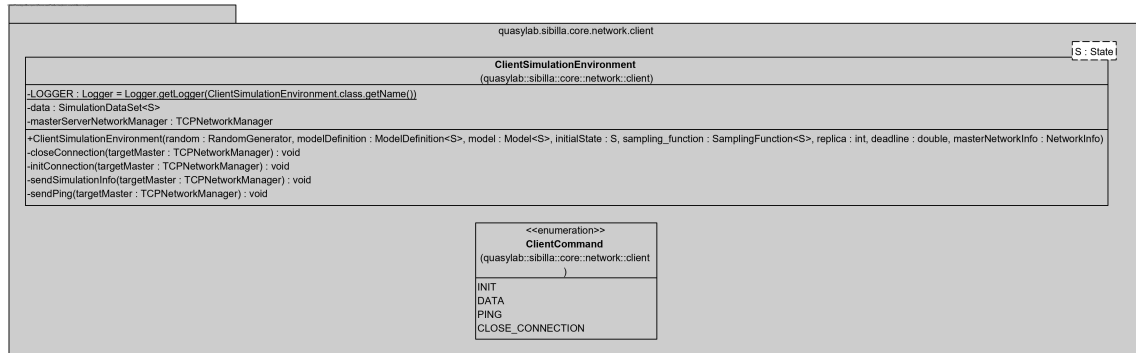 quasylab.sibilla.core.network.client
S : State
ClientSimulationEnvironment
(quasylab::sibilla::core::network::client)
-LOGGER : Logger = Logger.getLogger(ClientSimulationEnvironment.class.getName())
-data : SimulationDataSet<S>
-masterServerNetworkManager : TCPNetworkManager
+ClientSimulationEnvironment(random : RandomGenerator, modelDefinition : ModelDefinition<S>, model : Model<S>, initialState : S, sampling_function : SamplingFunction<S>, replica : int, deadline : double, masterNetworkInfo : NetworkInfo)
-closeConnection(targetMaster : TCPNetworkManager) : void
-initConnection(targetMaster : TCPNetworkManager) : void
-sendSimulationInfo(targetMaster : TCPNetworkManager) : void
-sendPing(targetMaster : TCPNetworkManager) : void
<<enumeration>>
ClientCommand
(quasylab::sibilla::core::network::client
)
INIT
DATA
PING
CLOSE_CONNECTION